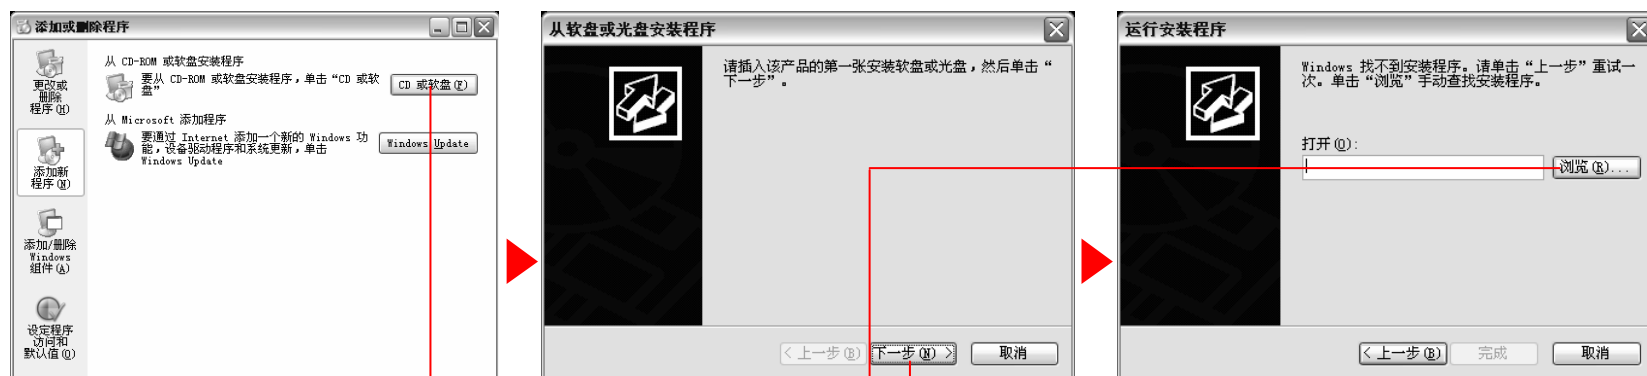 添加或删除程序
更改或
删除
程序(H)
添加新
程序(N)
添加/删除
Windows
组件(A)
设定程序
访问和
默认值(O)
从 CD-ROM 或软盘安装程序
要从 CD-ROM 或软盘安装程序，单击“CD 或软
盘”
CD 或软盘(F)
从 Microsoft 添加程序
要通过 Internet 添加一个新的 Windows 功
能，设备驱动程序和系统更新，单击
Windows Update
Windows Update
从软盘或光盘安装程序
请插入该产品的第一张安装软盘或光盘，然后单击“
下一步”。
< 上一步(B)
下一步(N) >
取消
运行安装程序
Windows 找不到安装程序。请单击“上一步”重试一
次。单击“浏览”手动查找安装程序。
打开(O):
浏览(R)...
< 上一步(B)
完成
取消